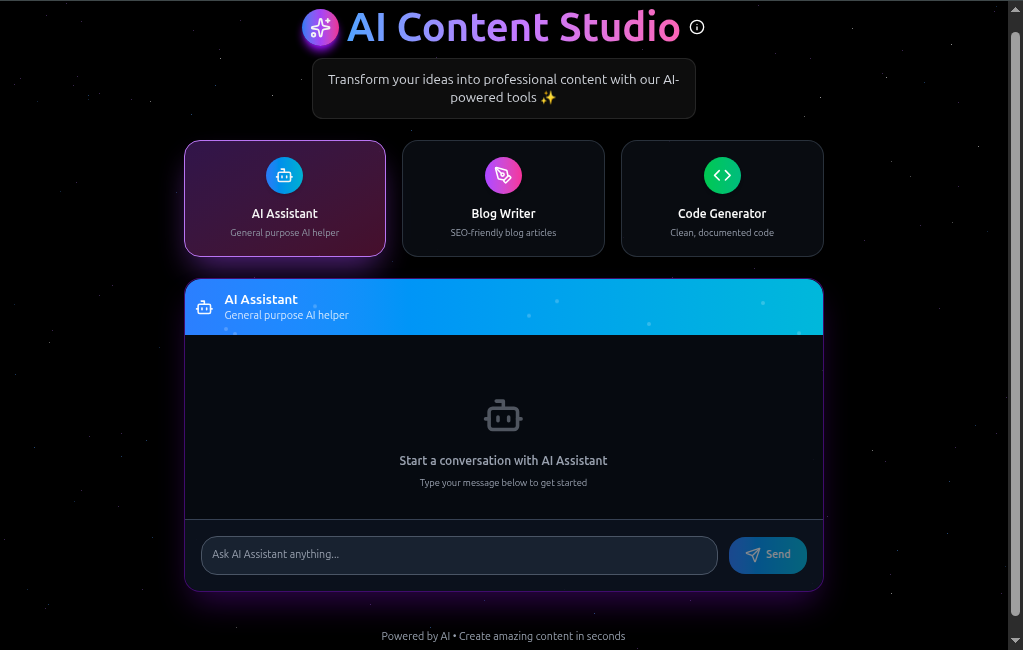 AI Content Studio
Transform your ideas into professional content with our AI-
powered tools ✨
AI Assistant
General purpose AI helper
Blog Writer
SEO-friendly blog articles
Code Generator
Clean, documented code
AI Assistant
General purpose AI helper
Start a conversation with AI Assistant
Type your message below to get started
Ask AI Assistant anything...
Send
Powered by AI • Create amazing content in seconds